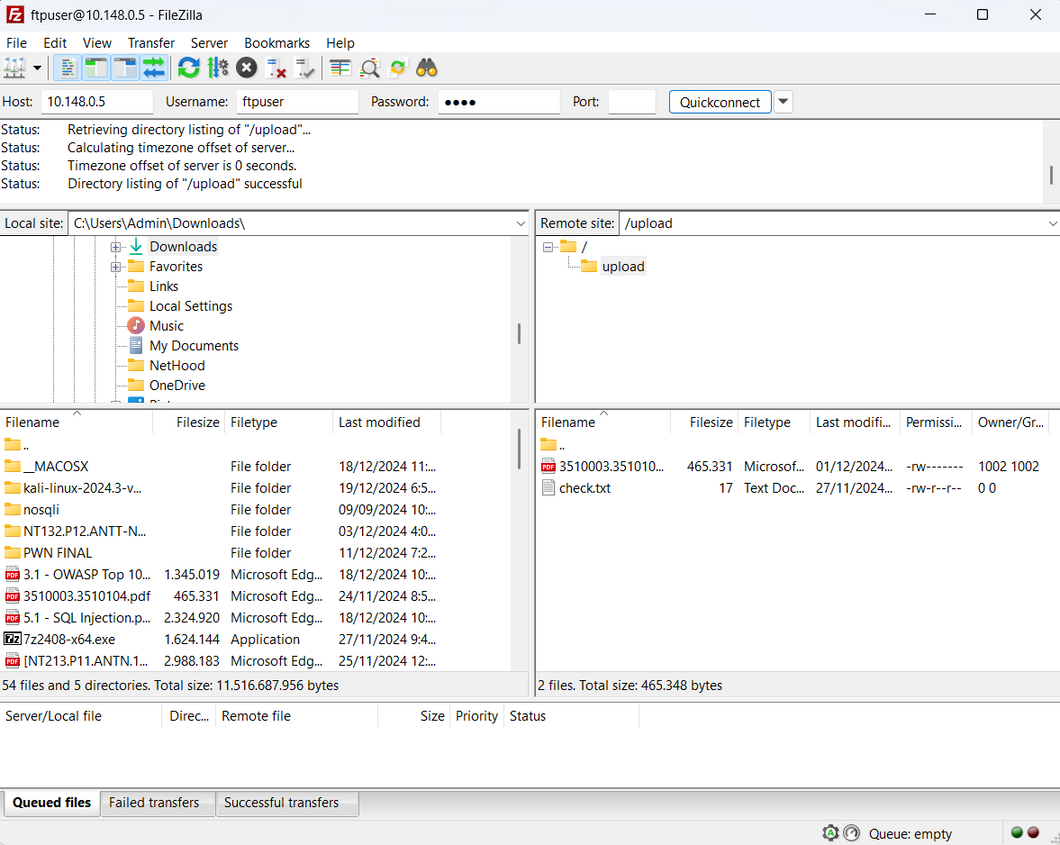 ftpuser@10.148.0.5 - FileZilla
File Edit View Transfer Server Bookmarks Help
Host: 10.148.0.5 Username: ftpuser Password: •••• Port: Quickconnect
Status: Retrieving directory listing of "/upload"...
Status: Calculating timezone offset of server...
Status: Timezone offset of server is 0 seconds.
Status: Directory listing of "/upload" successful
Local site: C:\Users\Admin\Downloads\
Downloads
Favorites
Links
Local Settings
Music
My Documents
NetHood
OneDrive
Remote site: /upload
/
upload
Filename Filesize Filetype Last modified
..
__MACOSX File folder 18/12/2024 11:...
kali-linux-2024.3-v... File folder 19/12/2024 6:5...
nosqli File folder 09/09/2024 10:...
NT132.P12.ANTT-N... File folder 03/12/2024 4:0...
PWN FINAL File folder 11/12/2024 7:2...
3.1 - OWASP Top 10... 1.345.019 Microsoft Edg... 18/12/2024 10:...
3510003.3510104.pdf 465.331 Microsoft Edg... 24/11/2024 8:5...
5.1 - SQL Injection.p... 2.324.920 Microsoft Edg... 18/12/2024 10:...
7z2408-x64.exe 1.624.144 Application 27/11/2024 9:4...
[NT213.P11.ANTN.1... 2.988.183 Microsoft Edg... 25/11/2024 12:...
54 files and 5 directories. Total size: 11.516.687.956 bytes
Filename Filesize Filetype Last modifi... Permissi... Owner/Gr...
..
3510003.351010... 465.331 Microsof... 01/12/2024... -rw------- 1002 1002
check.txt 17 Text Doc... 27/11/2024... -rw-r--r-- 0 0
2 files. Total size: 465.348 bytes
Server/Local file Direc... Remote file Size Priority Status
Queued files Failed transfers Successful transfers
Queue: empty